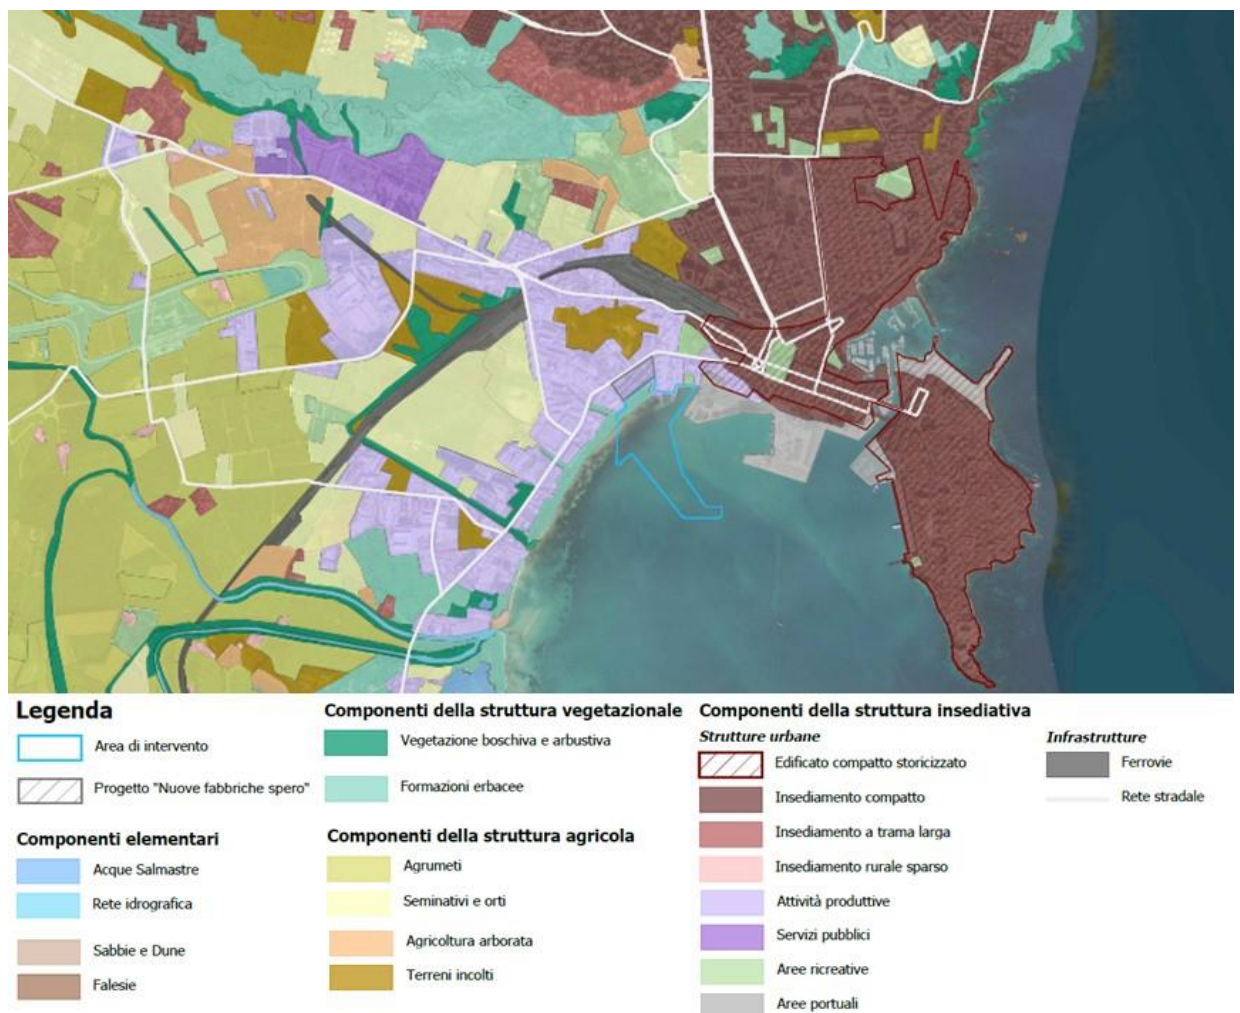 Legenda
Area di intervento
Progetto "Nuove fabbriche spero"
Componenti elementari
Acque Salmastre
Rete idrografica
Sabbie e Dune
Falesie
Componenti della struttura vegetazionale
Vegetazione boschiva e arbustiva
Formazioni erbacee
Componenti della struttura agricola
Agrumeti
Seminativi e orti
Agricoltura arborata
Terreni incolti
Componenti della struttura insediativa
Strutture urbane
Edificato compatto storicizzato
Insediamento compatto
Insediamento a trama larga
Insediamento rurale sparso
Attività produttive
Servizi pubblici
Aree ricreative
Aree portuali
Infrastrutture
Ferrovie
Rete stradale